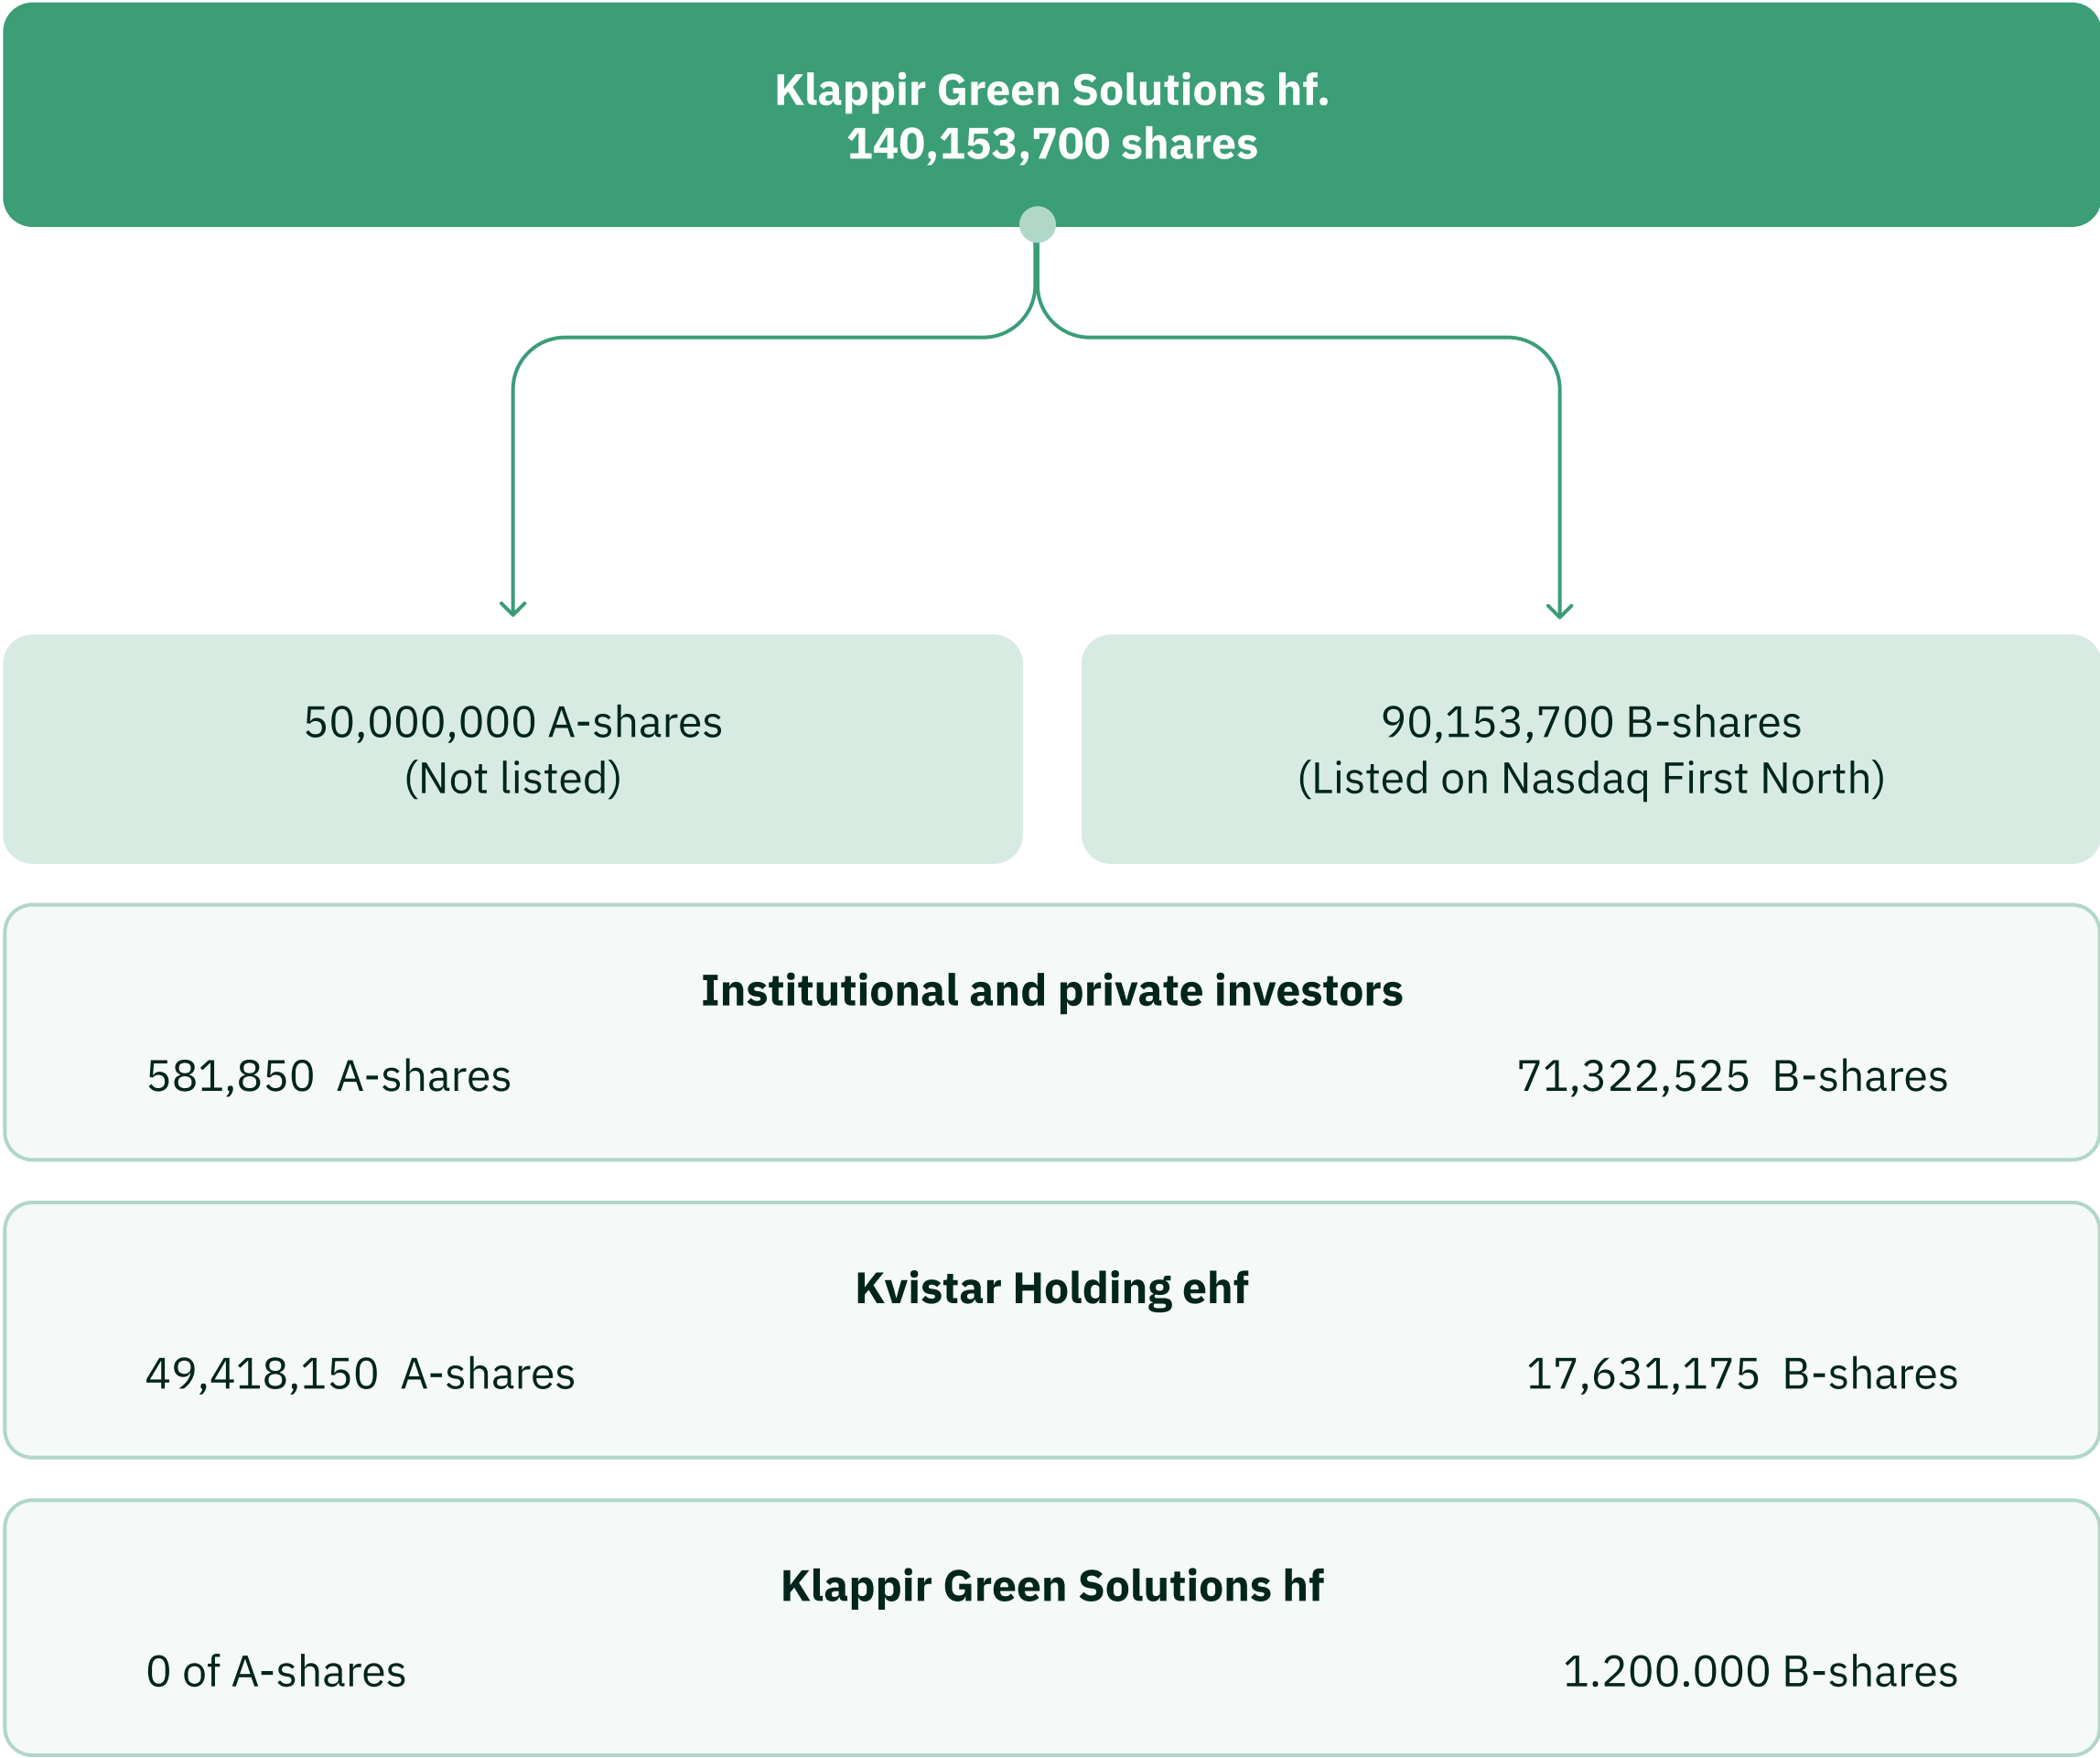 Klappir Green Solutions hf.
140,153,700 shares
50,000,000 A-shares
(Not listed)
90,153,700 B-shares
(Listed on Nasdaq First North)
Institutional and private investors
581,850 A-shares
71,322,525 B-shares
Kvistar Holding ehf
49,418,150 A-shares
17,631,175 B-shares
Klappir Green Solutions hf
0 of A-shares
1.200.000 B-shares